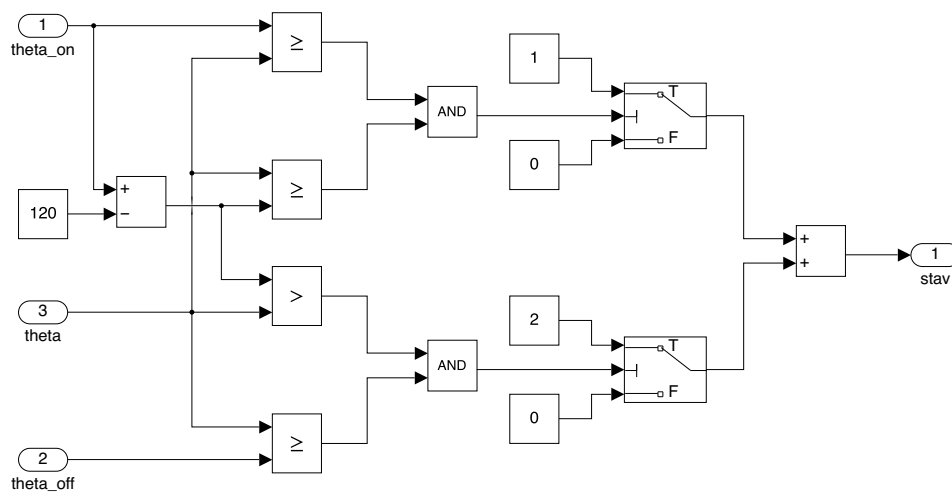 1
theta_on
≥
1
T
AND
F
0
≥
+
−
120
+
+
1
stav
>
3
theta
2
T
AND
F
0
≥
2
theta_off